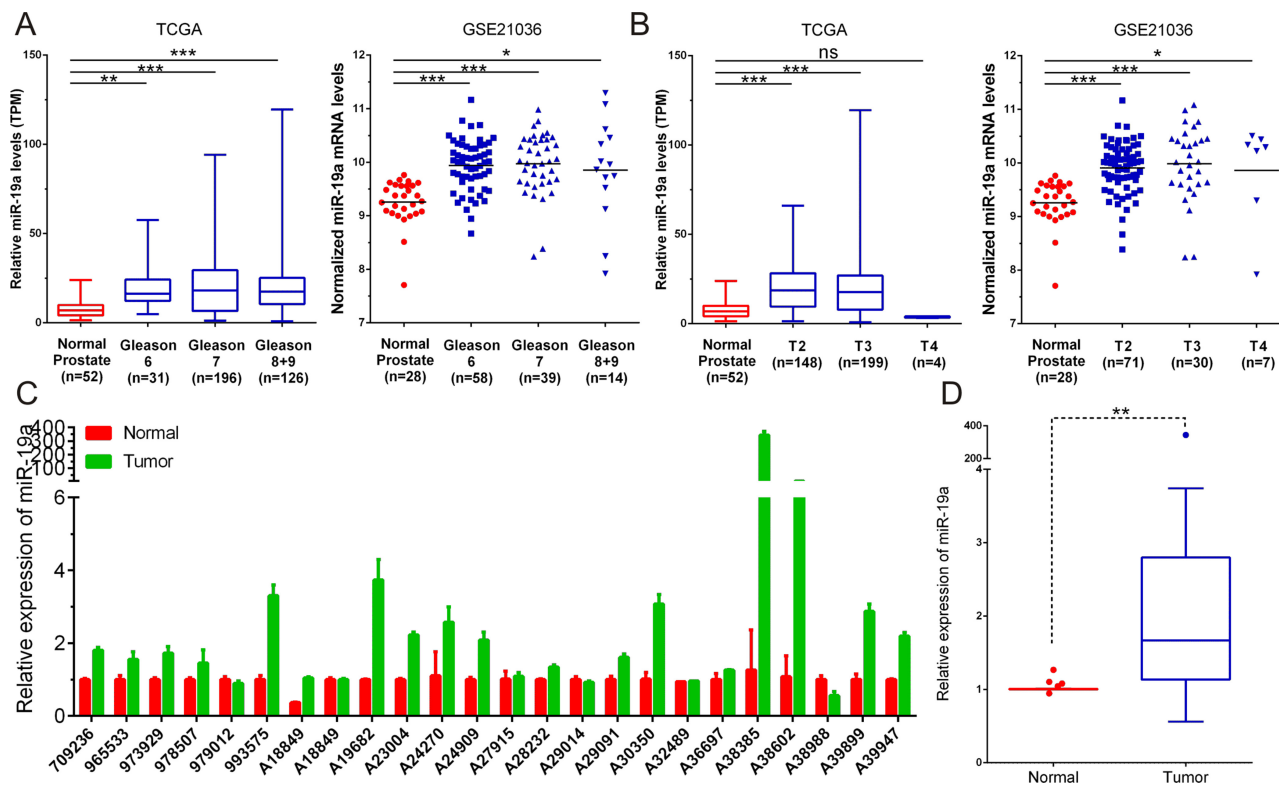 A
TCGA
Relative miR-19a levels (TPM)
150
100
50
0
***
***
**
Normal Prostate (n=52)
Gleason 6 (n=31)
Gleason 7 (n=196)
Gleason 8+9 (n=126)
GSE21036
Normalized miR-19a mRNA levels
12
11
10
9
8
7
*
***
***
Normal Prostate (n=28)
Gleason 6 (n=58)
Gleason 7 (n=39)
Gleason 8+9 (n=14)
B
TCGA
Relative miR-19a levels (TPM)
150
100
50
0
ns
***
***
Normal Prostate (n=52)
T2 (n=148)
T3 (n=199)
T4 (n=4)
GSE21036
Normalized miR-19a mRNA levels
12
11
10
9
8
7
*
***
***
Normal Prostate (n=28)
T2 (n=71)
T3 (n=30)
T4 (n=7)
C
Relative expression of miR-19a
400
300
200
100
6
4
2
0
Normal
Tumor
709236
965533
973929
978507
979012
993575
A18849
A18849
A19682
A23004
A24270
A24909
A27915
A28232
A29014
A29091
A30350
A32489
A36697
A38385
A38602
A38988
A39899
A39947
D
Relative expression of miR-19a
400
200
4
3
2
1
0
**
Normal
Tumor